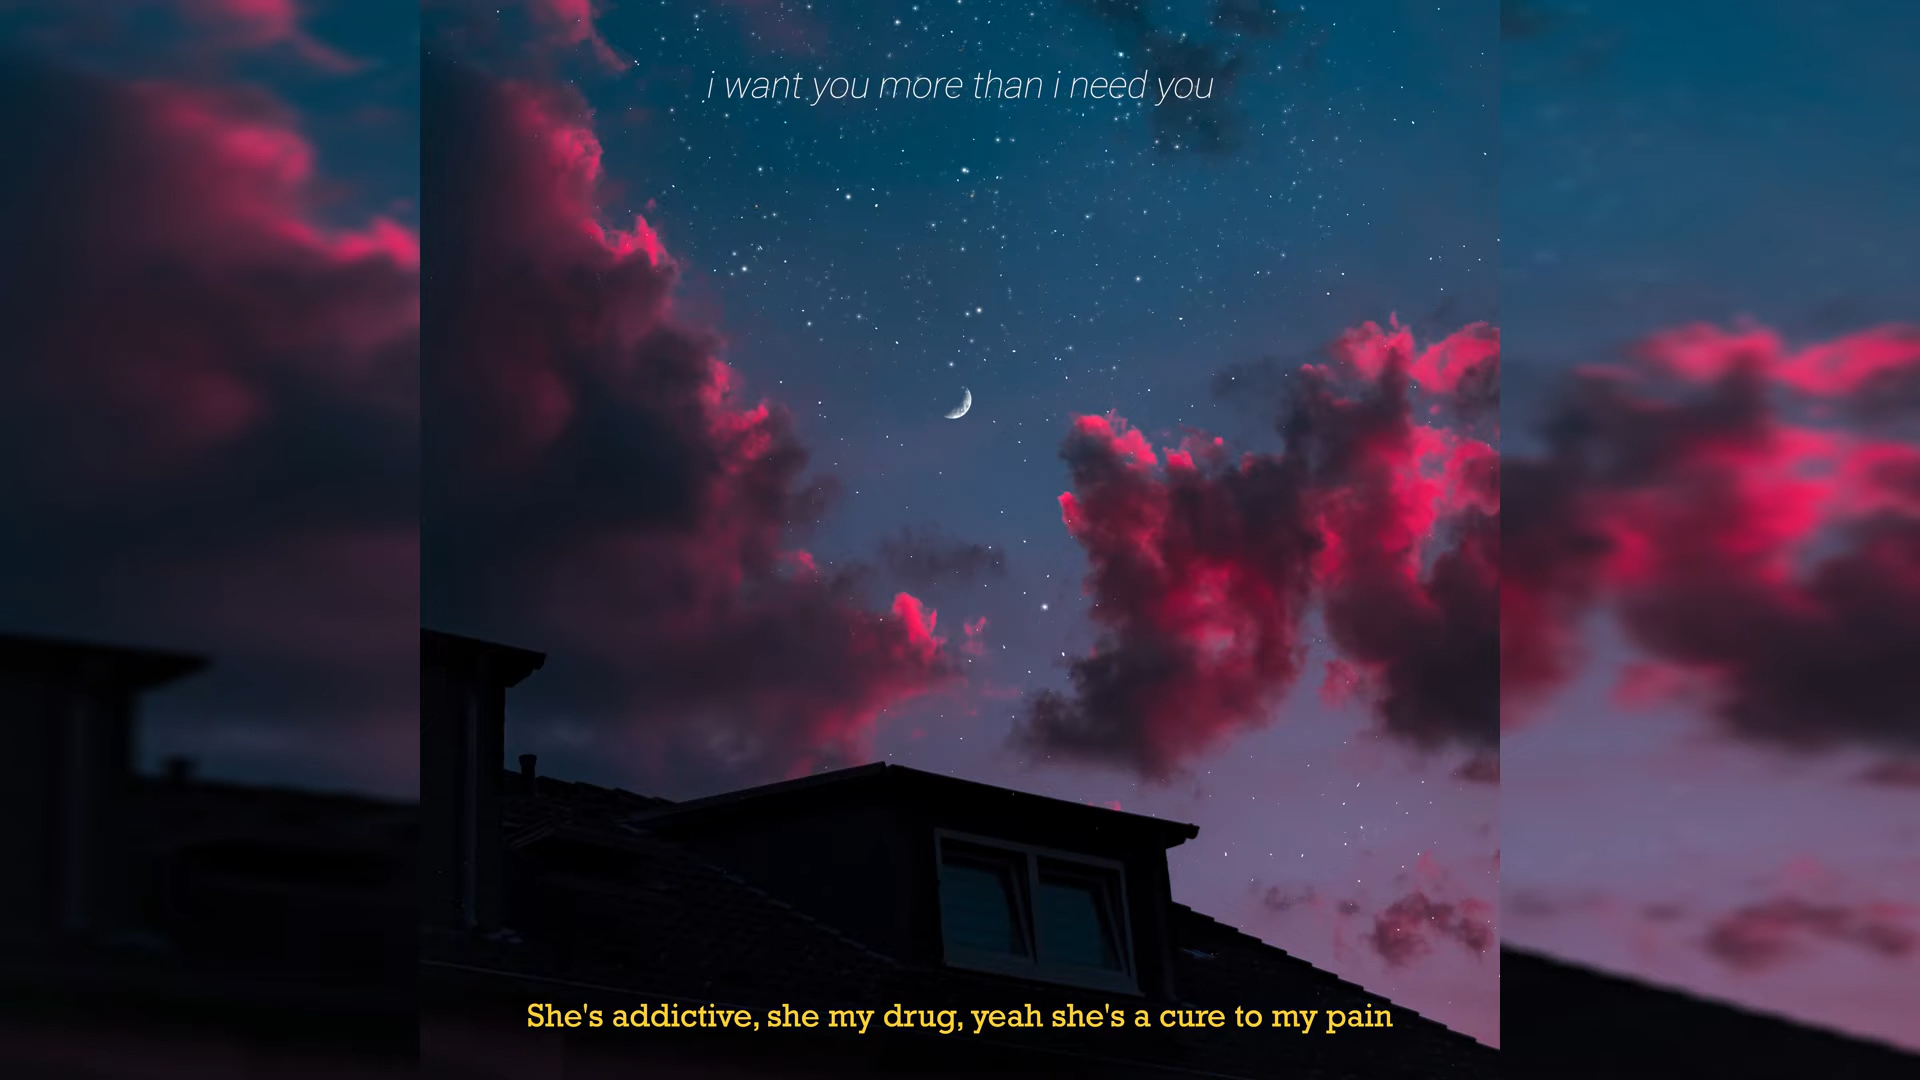 i want you more than i need you
She's addictive, she my drug, yeah she's a cure to my pain